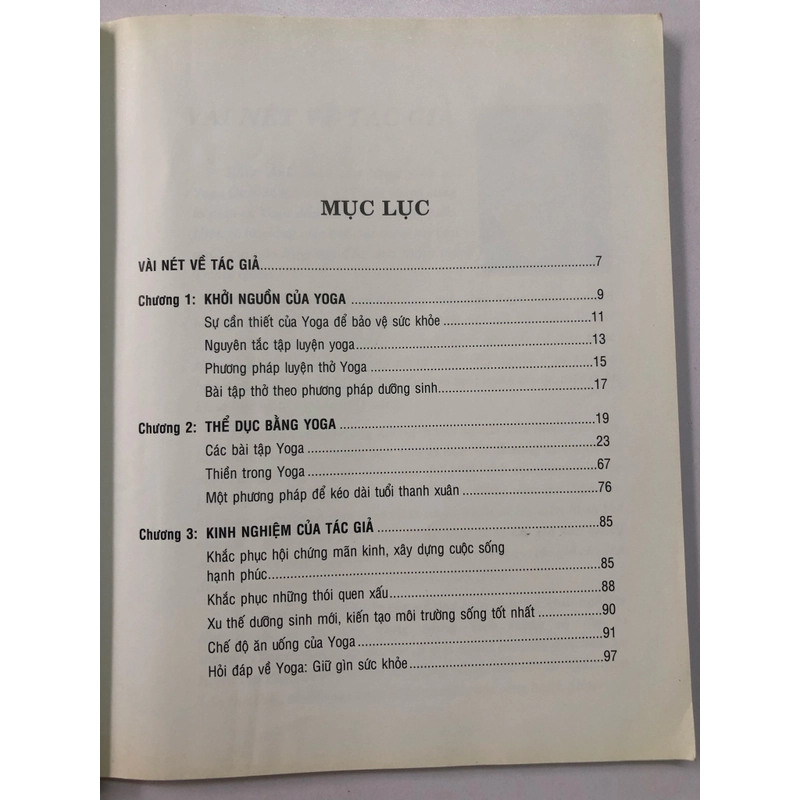 MỤC LỤC
VÀI NÉT VỀ TÁC GIẢ.....7
Chương 1: KHỞI NGUỒN CỦA YOGA.....9
Sự cần thiết của Yoga để bảo vệ sức khỏe.....11
Nguyên tắc tập luyện yoga.....13
Phương pháp luyện thở Yoga.....15
Bài tập thở theo phương pháp dưỡng sinh.....17
Chương 2: THỂ DỤC BẰNG YOGA.....19
Các bài tập Yoga.....23
Thiền trong Yoga.....67
Một phương pháp để kéo dài tuổi thanh xuân.....76
Chương 3: KINH NGHIỆM CỦA TÁC GIẢ.....85
Khắc phục hội chứng mãn kinh, xây dựng cuộc sống
hạnh phúc.....85
Khắc phục những thói quen xấu.....88
Xu thế dưỡng sinh mới, kiến tạo môi trường sống tốt nhất.....90
Chế độ ăn uống của Yoga.....91
Hỏi đáp về Yoga: Giữ gìn sức khỏe.....97